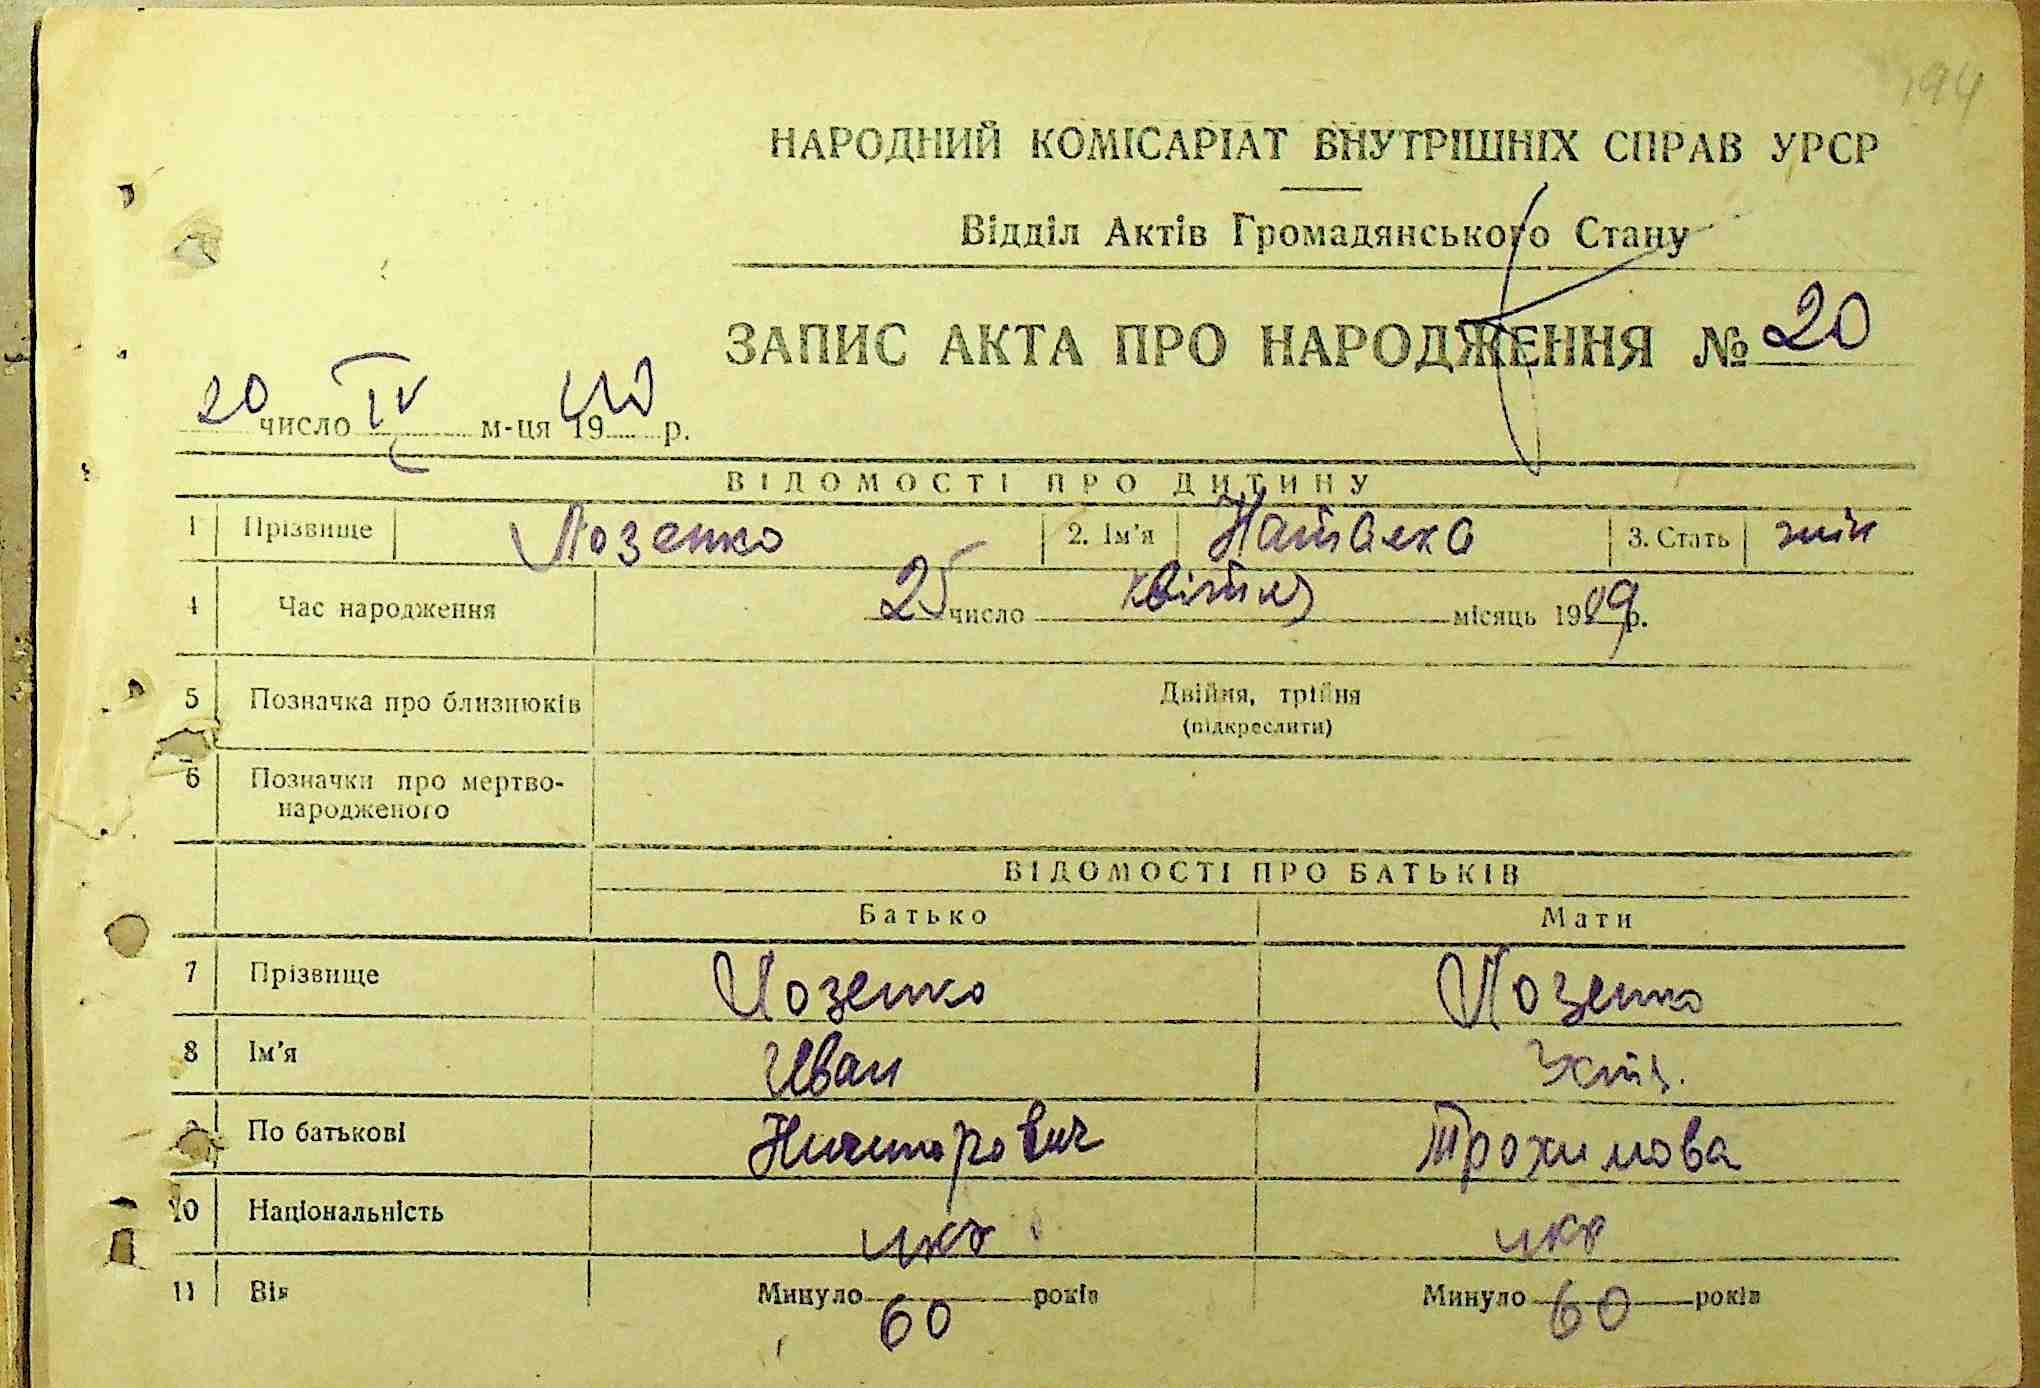 194
НАРОДНИЙ КОМІСАРІАТ ВНУТРІШНІХ СПРАВ УРСР
Відділ Актів Громадянського Стану
ЗАПИС АКТА ПРО НАРОДЖЕННЯ № 20
20 число IV м-ця 1940 р.
ВІДОМОСТІ ПРО ДИТИНУ
1 Прізвище Лозенко 2. Ім'я 3. Стать жін
4 Час народження 25 число квітня місяць 1909 р.
5 Позначка про близнюків Двійня, трійня
(підкреслити)
6 Позначки про мертво-
народженого
ВІДОМОСТІ ПРО БАТЬКІВ
Батько Мати
7 Прізвище Лозенко Лозенко
8 Ім'я Иван
9 По батькові Ничипорович Трохимова
10 Національність укр укр
11 Вік Минуло 60 років Минуло 60 років